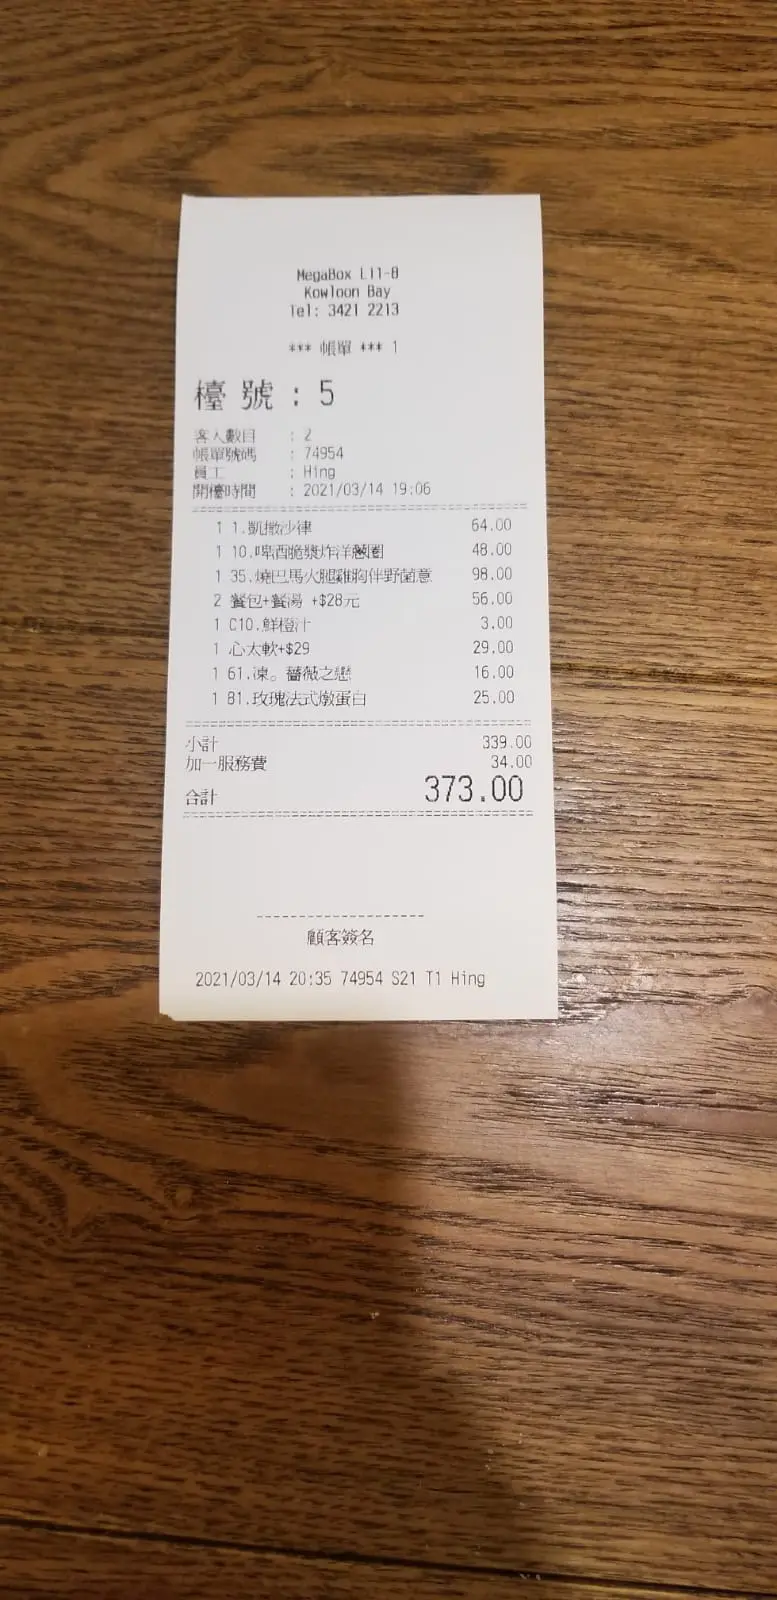 MegaBox L11-B
Kowloon Bay
Tel: 3421 2213
*** 帳單 *** 1
檯 號 : 5
客人數目 : 2
帳單號碼 : 74954
員工 : Hing
開檯時間 : 2021/03/14 19:06
1 1.凱撒沙律 64.00
1 10.啤酒脆漿炸洋蔥圈 48.00
1 35.燒巴馬火腿雞胸伴野菌意 98.00
2 餐包+餐湯 +$28元 56.00
1 C10.鮮橙汁 3.00
1 心太軟+$29 29.00
1 61.凍。薔薇之戀 16.00
1 81.玫瑰法式燉蛋白 25.00
小計 339.00
加一服務費 34.00
合計 373.00
顧客簽名
2021/03/14 20:35 74954 S21 T1 Hing